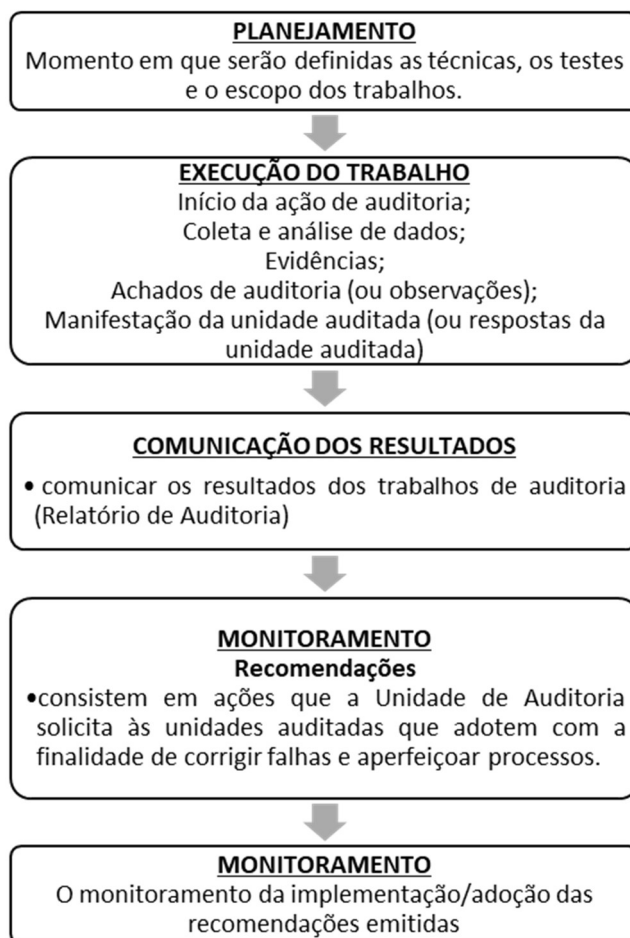 PLANEJAMENTO
Momento em que serão definidas as técnicas, os testes
e o escopo dos trabalhos.
EXECUÇÃO DO TRABALHO
Início da ação de auditoria;
Coleta e análise de dados;
Evidências;
Achados de auditoria (ou observações);
Manifestação da unidade auditada (ou respostas da
unidade auditada)
COMUNICAÇÃO DOS RESULTADOS
• comunicar os resultados dos trabalhos de auditoria
(Relatório de Auditoria)
MONITORAMENTO
Recomendações
•consistem em ações que a Unidade de Auditoria
solicita às unidades auditadas que adotem com a
finalidade de corrigir falhas e aperfeiçoar processos.
MONITORAMENTO
O monitoramento da implementação/adoção das
recomendações emitidas